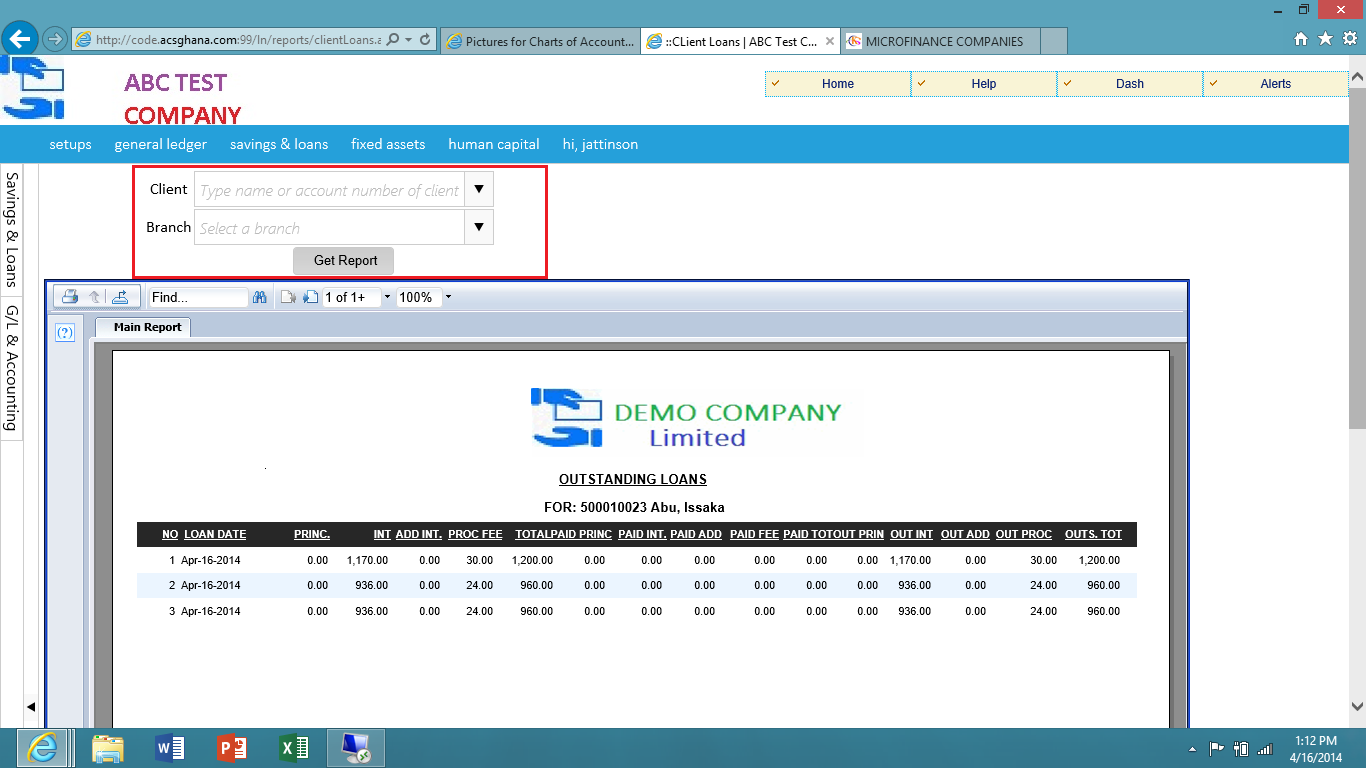 http://code.acsghana.com:99/ln/reports/clientLoans.a
Pictures for Charts of Account...
::CLient Loans | ABC Test C...
MICROFINANCE COMPANIES
ABC TEST
COMPANY
Home Help Dash Alerts
setups general ledger savings & loans fixed assets human capital hi, jattinson
Savings & Loans
G/L & Accounting
Client Type name or account number of client
Branch Select a branch
Get Report
Find... 1 of 1+ 100%
(?)
Main Report
DEMO COMPANY
Limited
OUTSTANDING LOANS
FOR: 500010023 Abu, Issaka
NO LOAN DATE PRINC. INT ADD INT. PROC FEE TOTALPAID PRINC PAID INT. PAID ADD PAID FEE PAID TOTOUT PRIN OUT INT OUT ADD OUT PROC OUTS. TOT
1 Apr-16-2014 0.00 1,170.00 0.00 30.00 1,200.00 0.00 0.00 0.00 0.00 0.00 0.00 1,170.00 0.00 30.00 1,200.00
2 Apr-16-2014 0.00 936.00 0.00 24.00 960.00 0.00 0.00 0.00 0.00 0.00 0.00 936.00 0.00 24.00 960.00
3 Apr-16-2014 0.00 936.00 0.00 24.00 960.00 0.00 0.00 0.00 0.00 0.00 0.00 936.00 0.00 24.00 960.00
1:12 PM
4/16/2014